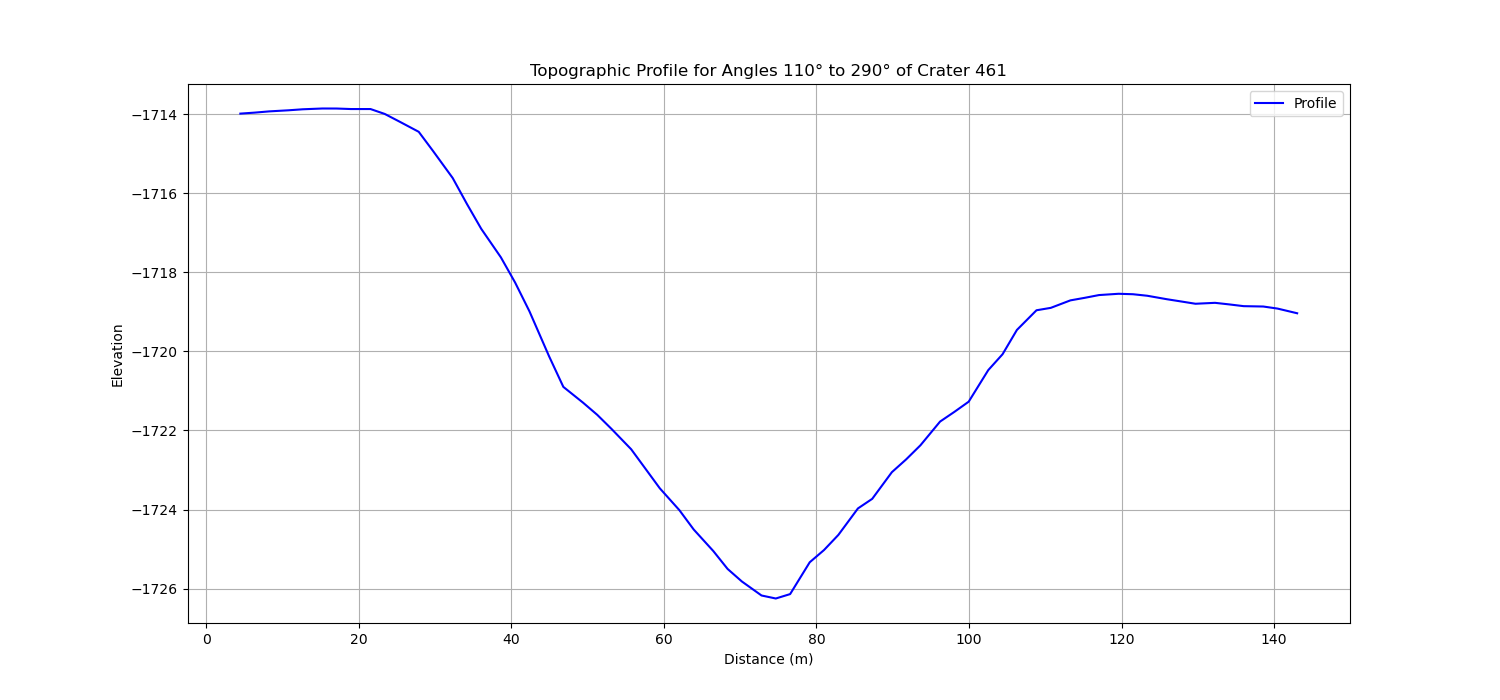 Topographic Profile for Angles 110° to 290° of Crater 461
Profile
−1714
−1716
−1718
−1720
−1722
−1724
−1726
Elevation
0 20 40 60 80 100 120 140
Distance (m)